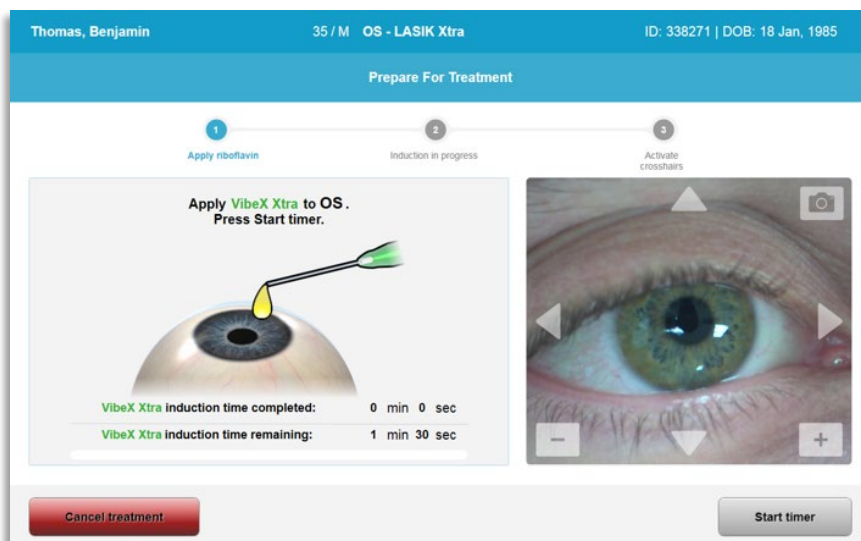 Thomas, Benjamin 35 / M OS - LASIK Xtra ID: 338271 | DOB: 18 Jan, 1985
Prepare For Treatment
1 2 3
Apply riboflavin Induction in progress Activate
crosshairs
Apply VibeX Xtra to OS.
Press Start timer.
VibeX Xtra induction time completed: 0 min 0 sec
VibeX Xtra induction time remaining: 1 min 30 sec
Cancel treatment Start timer